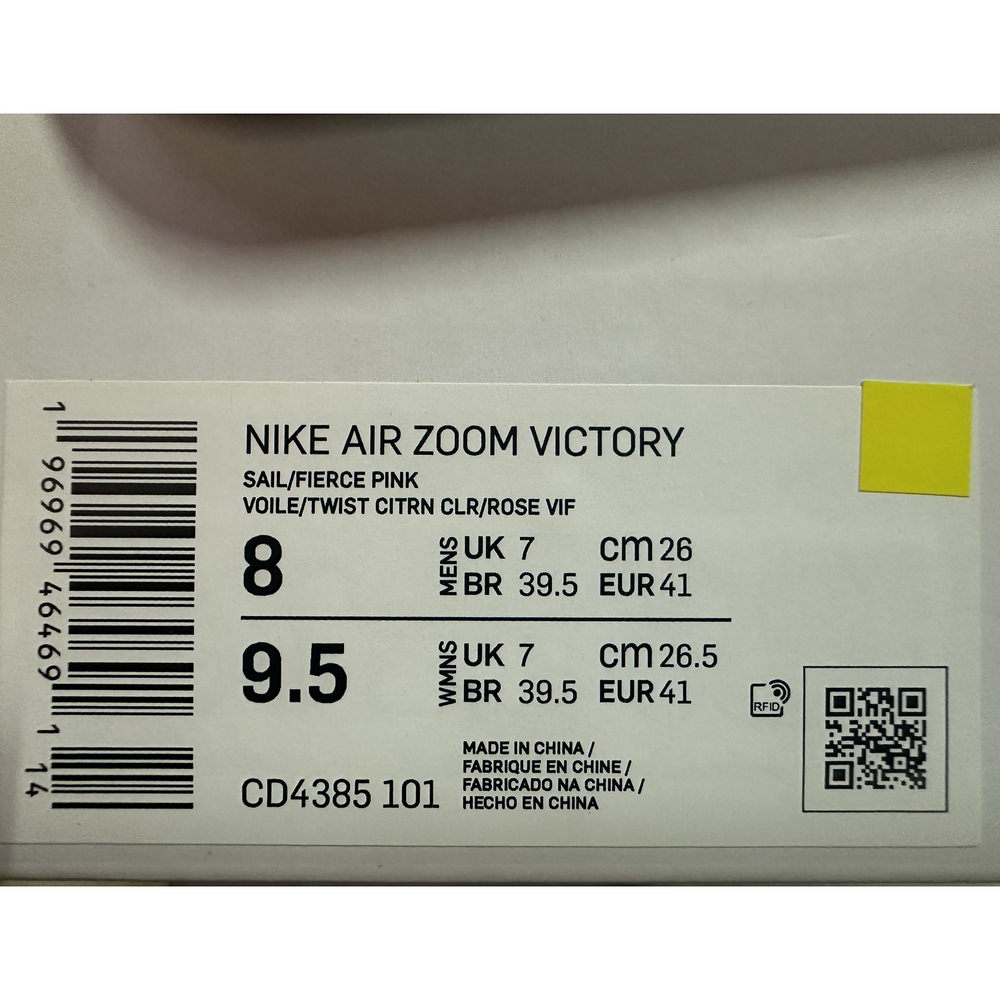 NIKE AIR ZOOM VICTORY
SAIL/FIERCE PINK
VOILE/TWIST CITRN CLR/ROSE VIF
8 MENS UK 7 cm 26
BR 39.5 EUR 41
9.5 WMNS UK 7 cm 26.5
BR 39.5 EUR 41
RFID
CD4385 101
MADE IN CHINA /
FABRIQUE EN CHINE /
FABRICADO NA CHINA /
HECHO EN CHINA
1 96969 46469 1 14